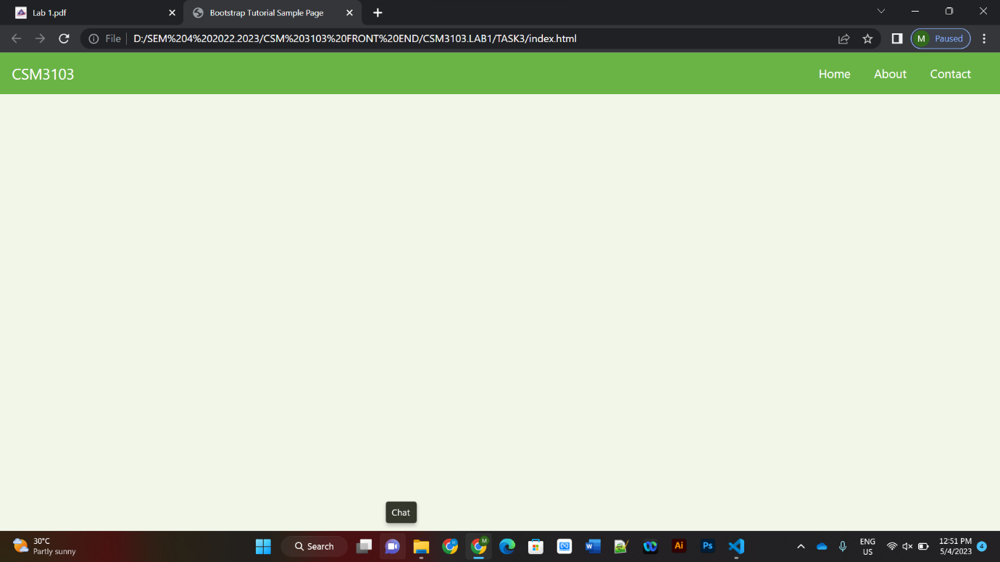 Lab 1.pdf
Bootstrap Tutorial Sample Page
File
D:/SEM%204%202022.2023/CSM%203103%20FRONT%20END/CSM3103.LAB1/TASK3/index.html
M
Paused
CSM3103
Home
About
Contact
Chat
30°C
Partly sunny
Search
H
M
W
Ai
Ps
ENG
US
12:51 PM
5/4/2023
4